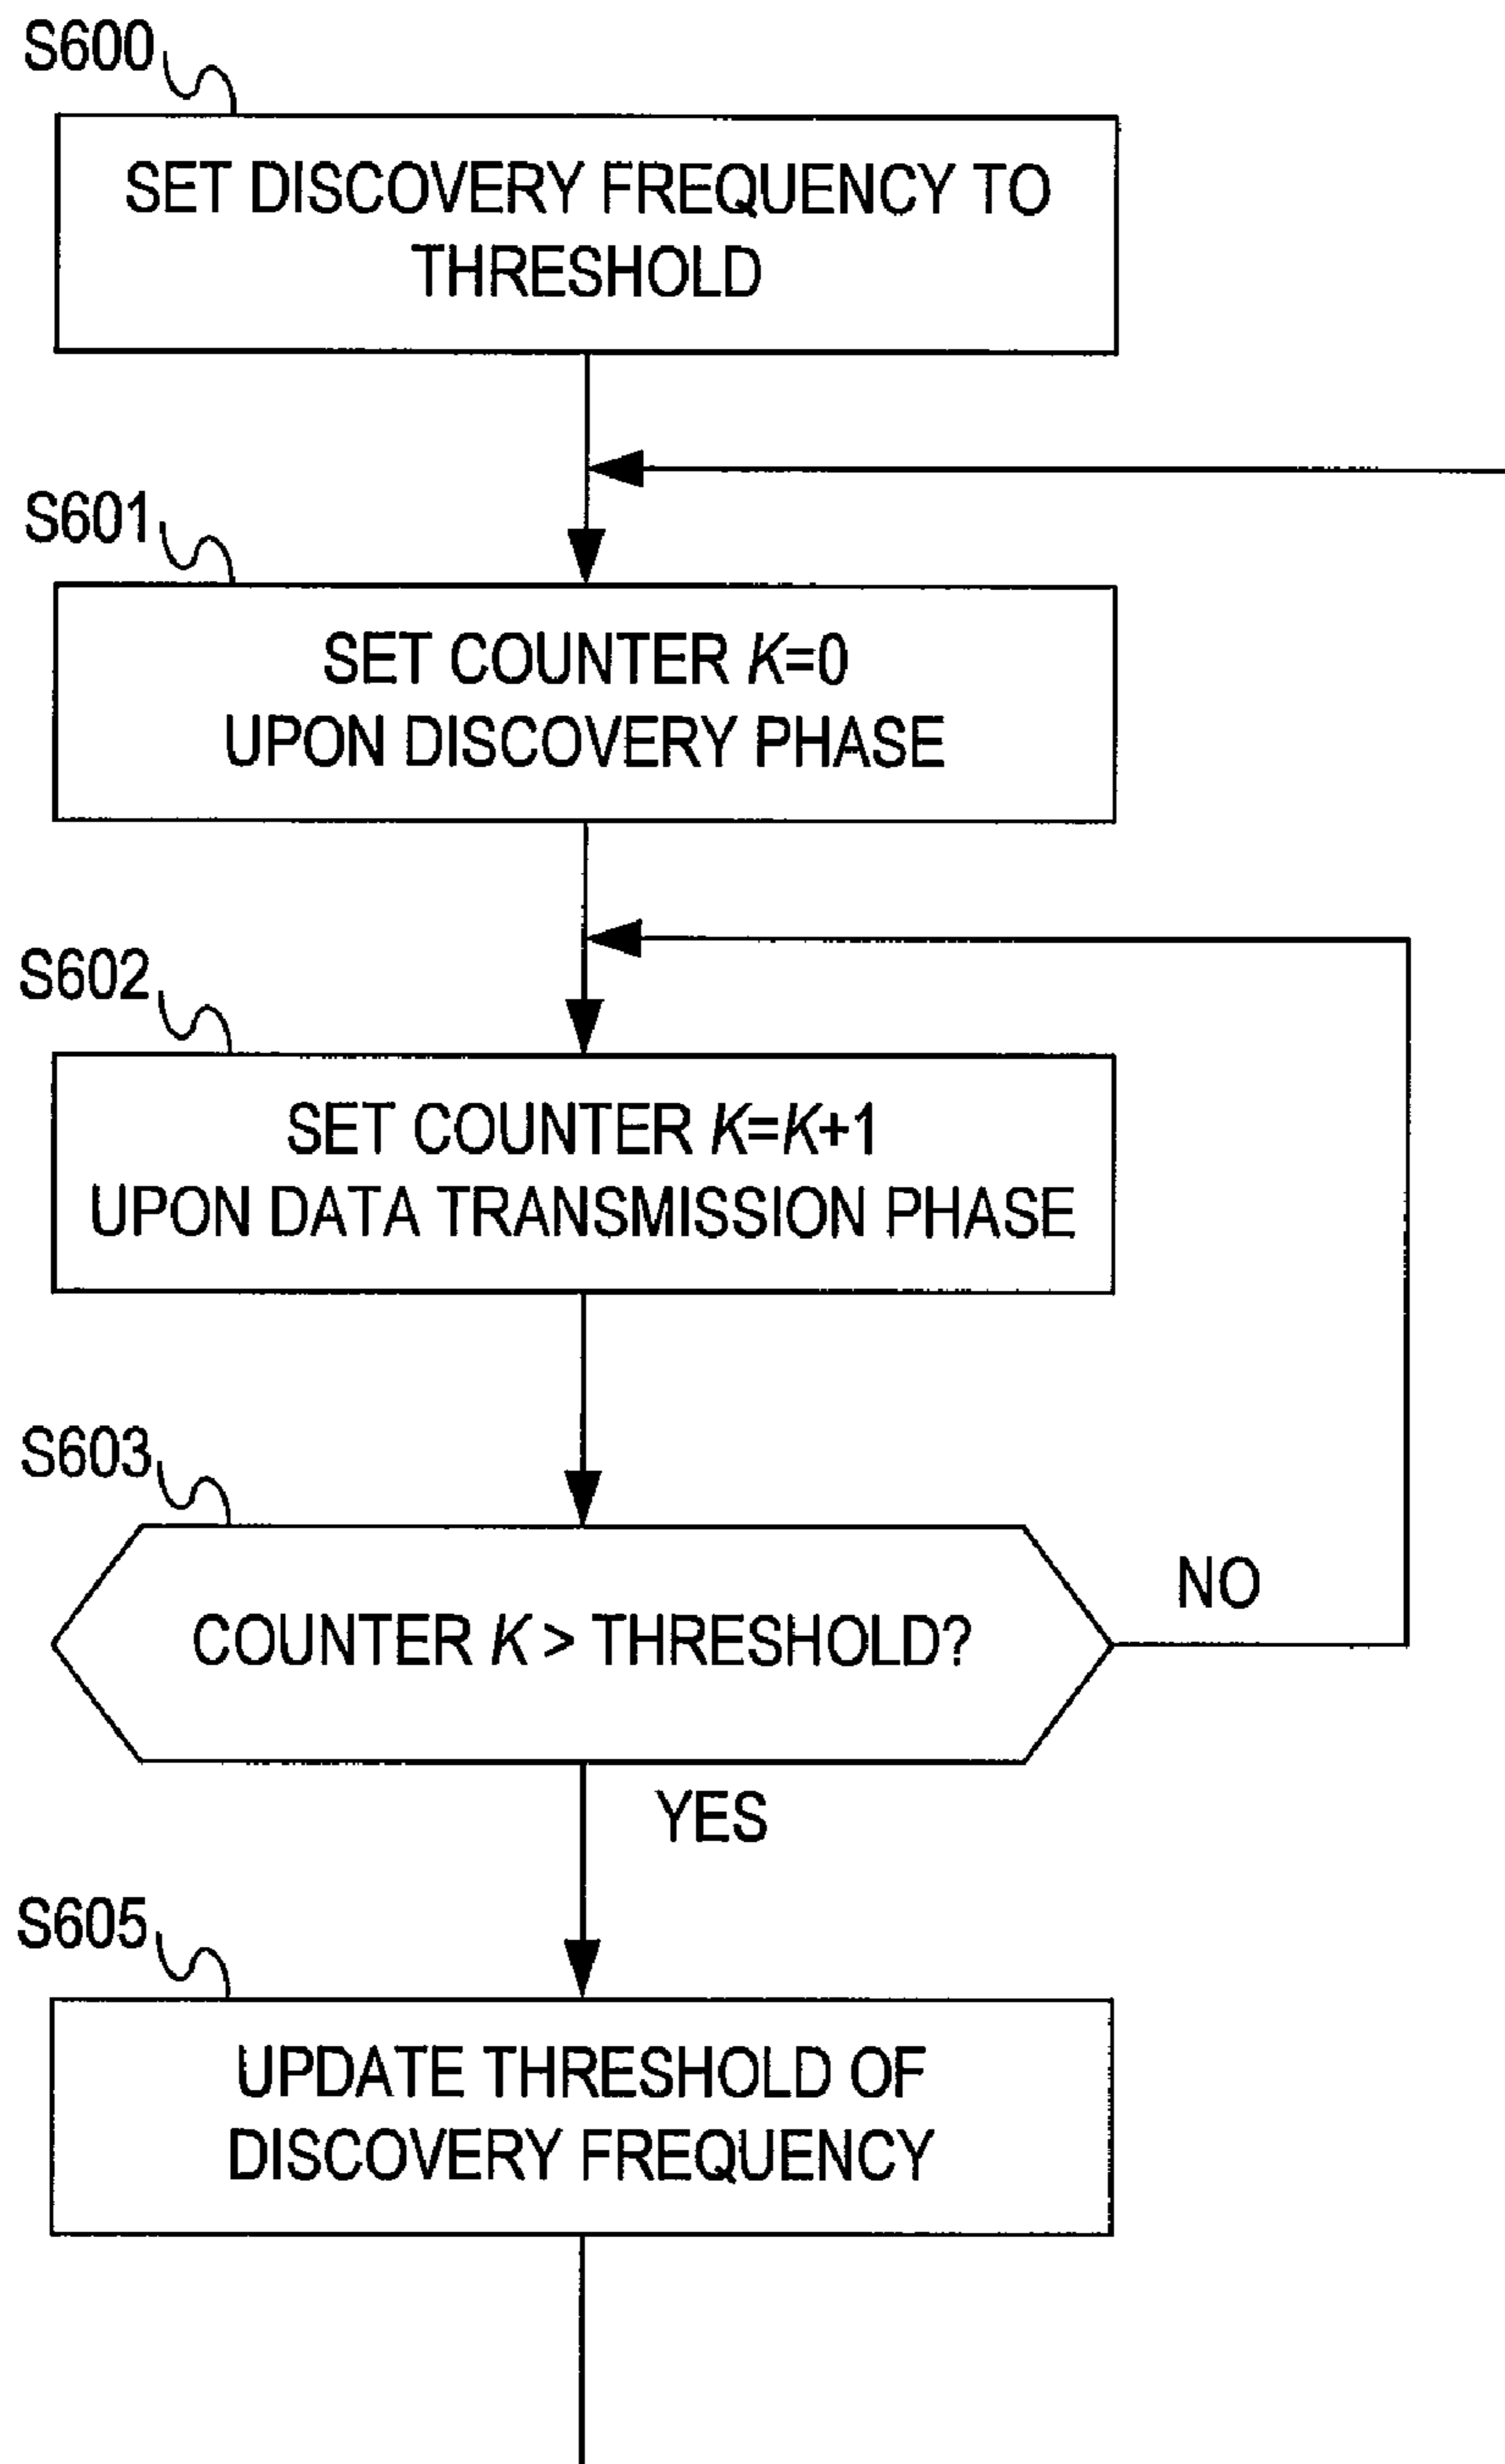 S600
SET DISCOVERY FREQUENCY TO
THRESHOLD
S601
SET COUNTER K=0
UPON DISCOVERY PHASE
S602
SET COUNTER K=K+1
UPON DATA TRANSMISSION PHASE
S603
COUNTER K > THRESHOLD?
NO
YES
S605
UPDATE THRESHOLD OF
DISCOVERY FREQUENCY